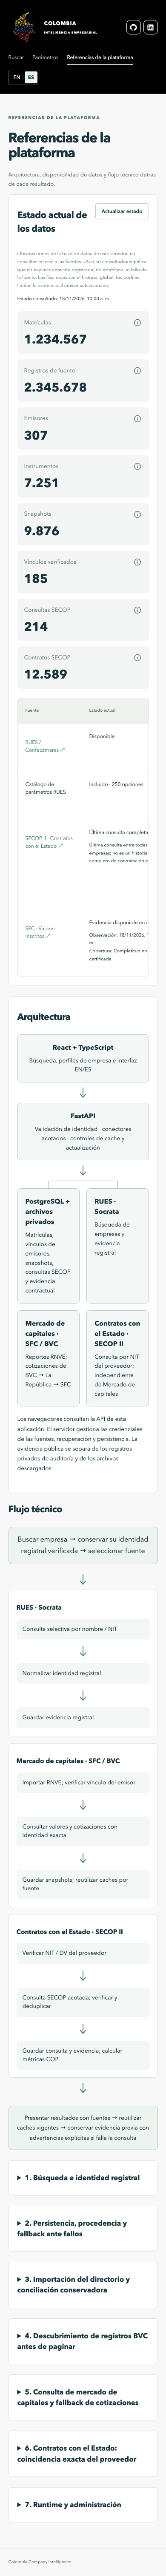 COLOMBIA
INTELIGENCIA EMPRESARIAL
Buscar Parámetros Referencias de la plataforma
EN ES
REFERENCIAS DE LA PLATAFORMA
Referencias de la
plataforma
Arquitectura, disponibilidad de datos y flujo técnico detrás
de cada resultado.
Estado actual de
los datos
Actualizar estado
Observaciones de la base de datos de este servicio; no
consultas en vivo a las fuentes. «Aún no consultado» significa
que no hay recuperación registrada; no establece un fallo de
la fuente. Las filas muestran el historial global; los perfiles
limitan la evidencia al emisor seleccionado.
Estado consultado: 18/11/2026, 10:00 a. m.
Matrículas
1.234.567
Registros de fuente
2.345.678
Emisores
307
Instrumentos
7.251
Snapshots
9.876
Vínculos verificados
185
Consultas SECOP
214
Contratos SECOP
12.589
Fuente Estado actual
RUES / Disponible
Confecámaras ↗
Catálogo de Incluido · 250 opciones
parámetros RUES
Última consulta completa
SECOP II · Contratos
con el Estado ↗
Última consulta entre todas
empresas; no es un historial
completo de contratación p
Evidencia disponible en c
SFC · Valores
inscritos ↗
Observación: 18/11/2026, 1
m.
Cobertura: Completitud no
certificada
Arquitectura
React + TypeScript
Búsqueda, perfiles de empresa e interfaz
EN/ES
FastAPI
Validación de identidad · conectores
acotados · controles de cache y
actualización
PostgreSQL +
archivos
privados
Matrículas,
vínculos de
emisores,
snapshots,
consultas SECOP
y evidencia
contractual
RUES ·
Socrata
Búsqueda de
empresas y
evidencia
registral
Mercado de
capitales ·
SFC / BVC
Reportes RNVE;
cotizaciones de
BVC → La
República → SFC
Contratos con
el Estado ·
SECOP II
Consulta por NIT
del proveedor;
independiente
de Mercado de
capitales
Los navegadores consultan la API de esta
aplicación. El servidor gestiona las credenciales
de las fuentes, recuperación y persistencia. La
evidencia pública se separa de los registros
privados de auditoría y de los archivos
descargados.
Flujo técnico
Buscar empresa → conservar su identidad
registral verificada → seleccionar fuente
RUES · Socrata
Consulta selectiva por nombre / NIT
Normalizar identidad registral
Guardar evidencia registral
Mercado de capitales · SFC / BVC
Importar RNVE; verificar vínculo del emisor
Consultar valores y cotizaciones con
identidad exacta
Guardar snapshots; reutilizar caches por
fuente
Contratos con el Estado · SECOP II
Verificar NIT / DV del proveedor
Consulta SECOP acotada; verificar y
deduplicar
Guardar consulta y evidencia; calcular
métricas COP
Presentar resultados con fuentes → reutilizar
caches vigentes → conservar evidencia previa con
advertencias explícitas si falla la consulta
▶ 1. Búsqueda e identidad registral
▶ 2. Persistencia, procedencia y
fallback ante fallos
▶ 3. Importación del directorio y
conciliación conservadora
▶ 4. Descubrimiento de registros BVC
antes de paginar
▶ 5. Consulta de mercado de
capitales y fallback de cotizaciones
▶ 6. Contratos con el Estado:
coincidencia exacta del proveedor
▶ 7. Runtime y administración
Colombia Company Intelligence